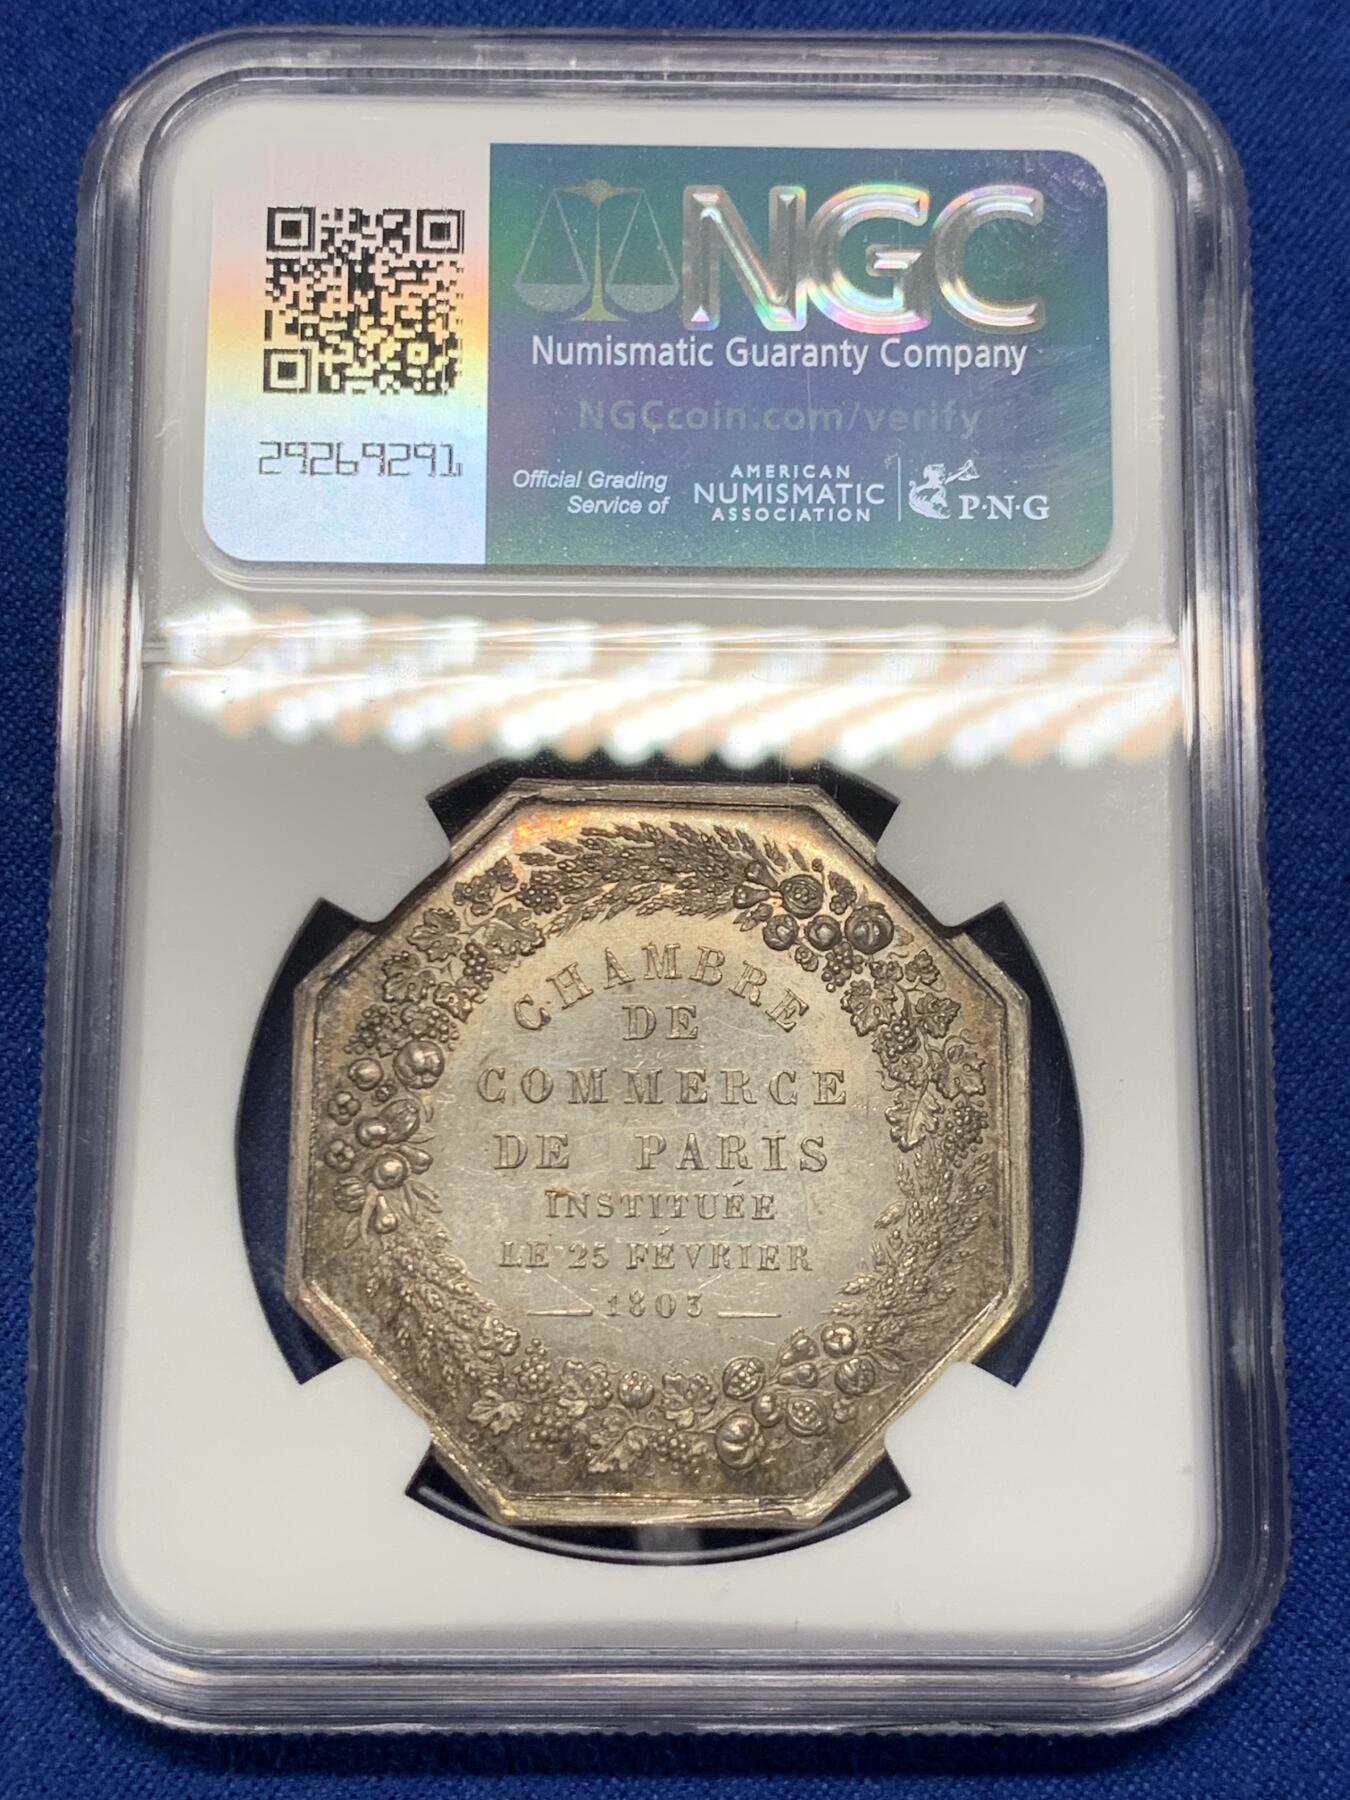 NGC
Numismatic Guaranty Company
NGCcoin.com/verify
29269291
Official Grading
Service of
AMERICAN
NUMISMATIC
ASSOCIATION
P·N·G
CHAMBRE
DE
COMMERCE
DE PARIS
INSTITUÉE
LE 25 FÉVRIER
1803